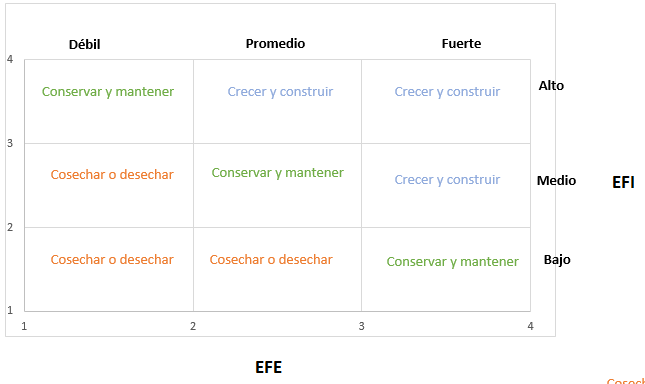 Débil Promedio Fuerte
4
Conservar y mantener Crecer y construir Crecer y construir Alto
3
Cosechar o desechar Conservar y mantener Crecer y construir Medio EFI
2
Cosechar o desechar Cosechar o desechar Conservar y mantener Bajo
1
1 2 3 4
EFE